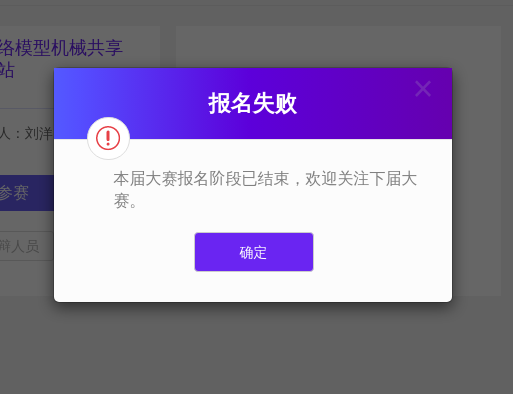 络模型机械共享
站
人：刘洋
参赛
辩人员
报名失败
本届大赛报名阶段已结束，欢迎关注下届大
赛。
确定